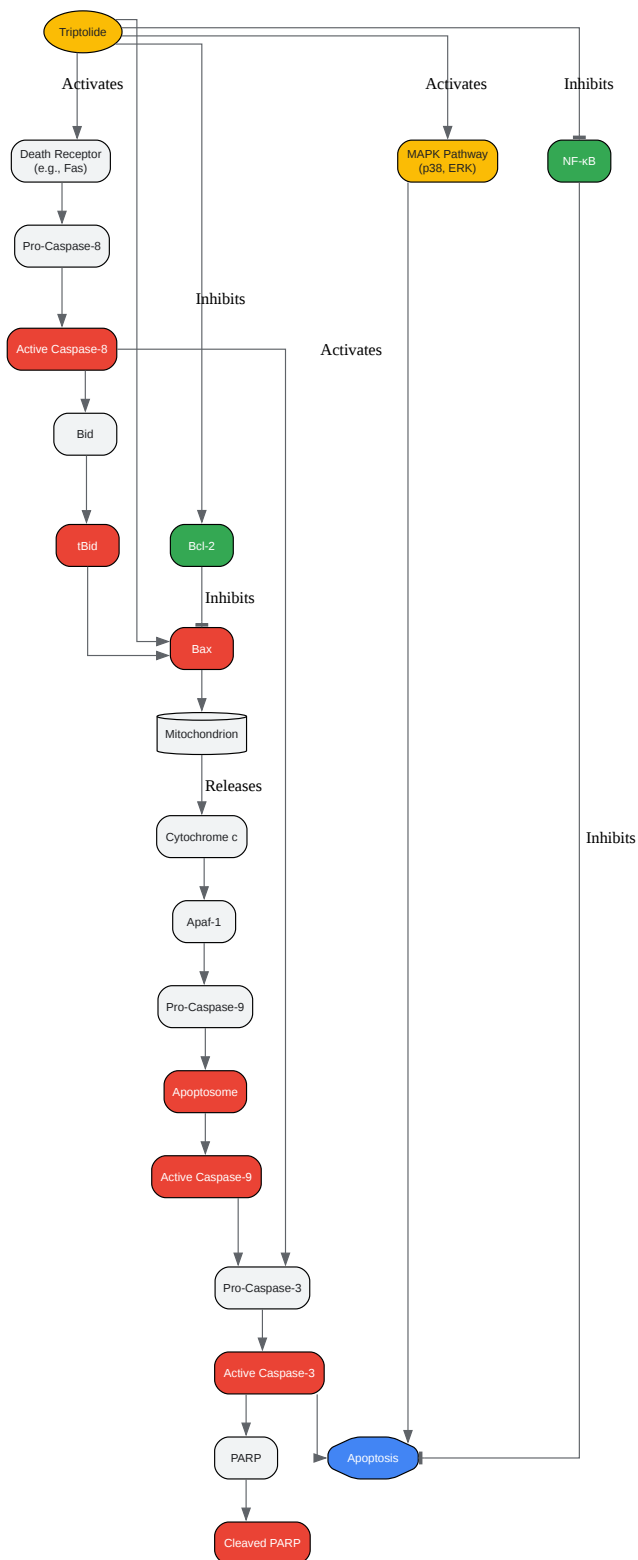 Triptolide
Activates
Activates
Inhibits
Death Receptor
(e.g., Fas)
MAPK Pathway
(p38, ERK)
NF-κB
Pro-Caspase-8
Inhibits
Active Caspase-8
Activates
Bid
tBid
Bcl-2
Inhibits
Bax
Mitochondrion
Releases
Cytochrome c
Inhibits
Apaf-1
Pro-Caspase-9
Apoptosome
Active Caspase-9
Pro-Caspase-3
Active Caspase-3
PARP
Apoptosis
Cleaved PARP